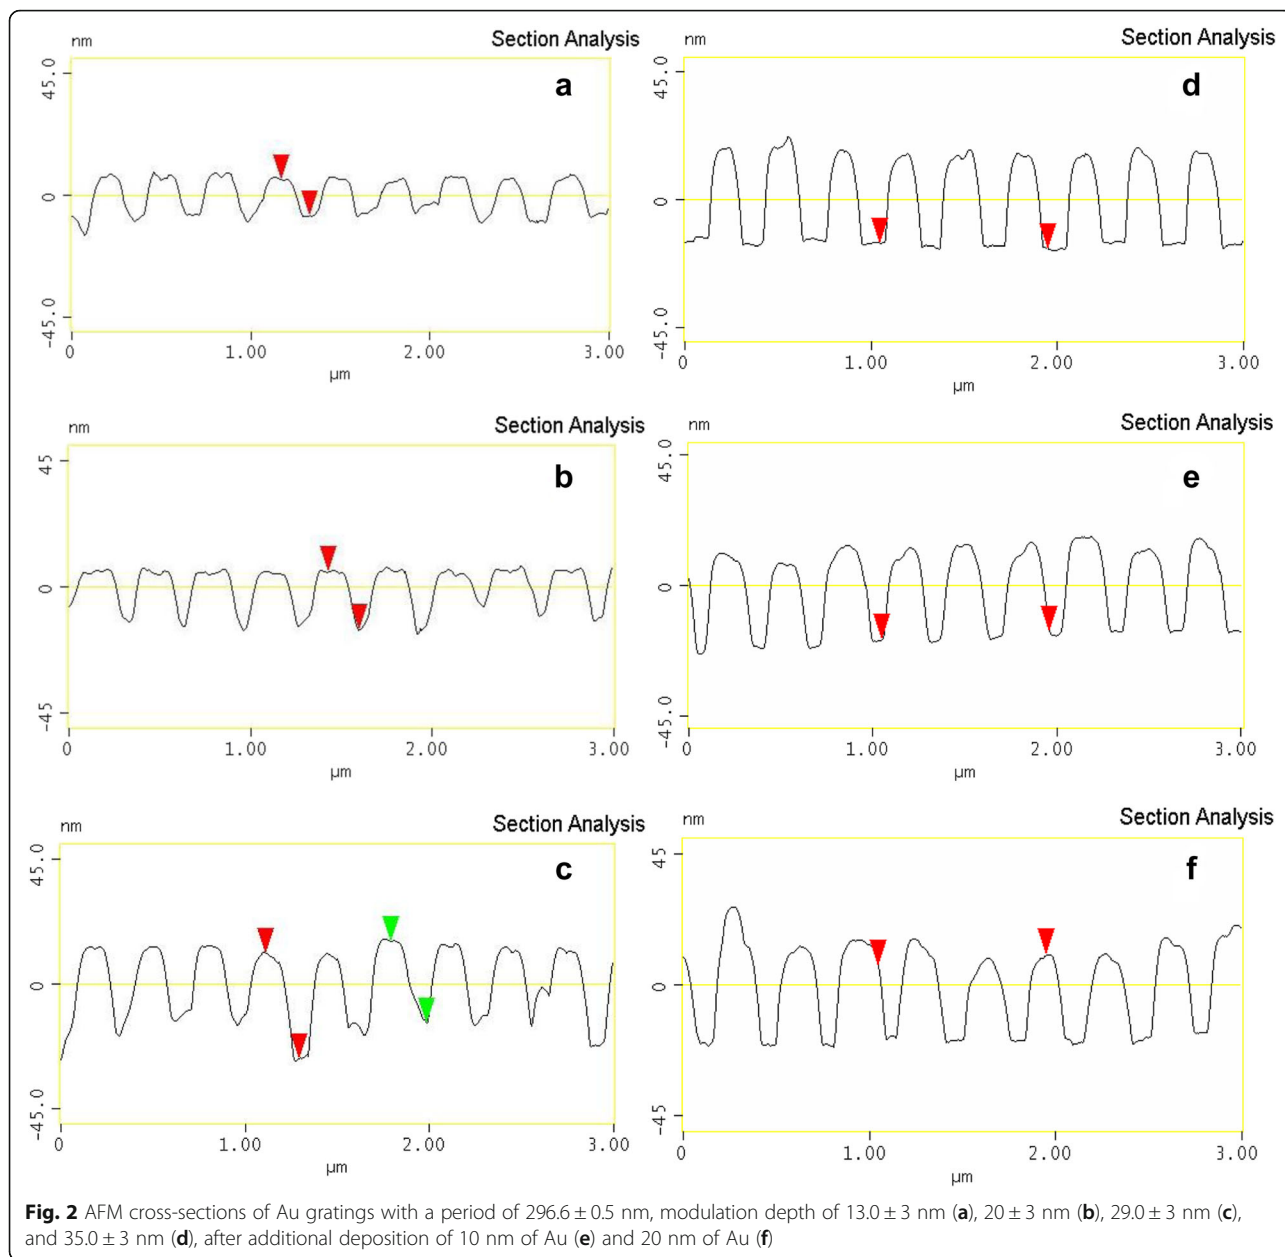 nm
Section Analysis
a
45.0
0
-45.0
0
1.00
2.00
3.00
µm
nm
Section Analysis
b
45
0
-45
0
1.00
2.00
3.00
µm
nm
Section Analysis
c
45.0
0
-45.0
0
1.00
2.00
3.00
µm
nm
Section Analysis
d
45.0
0
-45.0
0
1.00
2.00
3.00
µm
nm
Section Analysis
e
45.0
0
-45.0
0
1.00
2.00
3.00
µm
nm
Section Analysis
f
45
0
-45
0
1.00
2.00
3.00
µm
Fig. 2 AFM cross-sections of Au gratings with a period of 296.6 ± 0.5 nm, modulation depth of 13.0 ± 3 nm (a), 20 ± 3 nm (b), 29.0 ± 3 nm (c),
and 35.0 ± 3 nm (d), after additional deposition of 10 nm of Au (e) and 20 nm of Au (f)